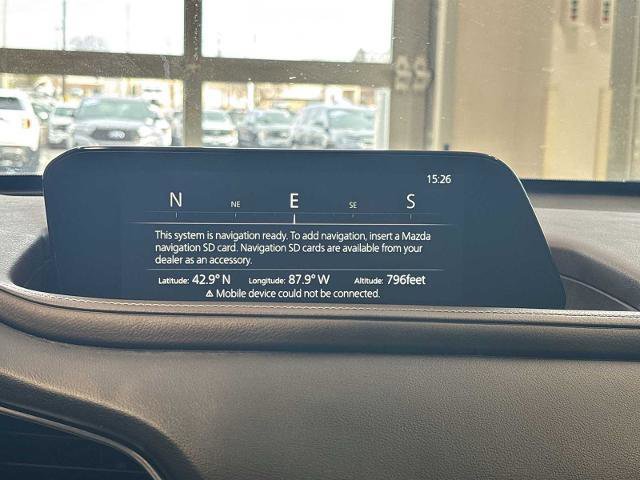 15:26
N NE E SE S
This system is navigation ready. To add navigation, insert a Mazda
navigation SD card. Navigation SD cards are available from your
dealer as an accessory.
Latitude: 42.9° N Longitude: 87.9° W Altitude: 796feet
⚠ Mobile device could not be connected.